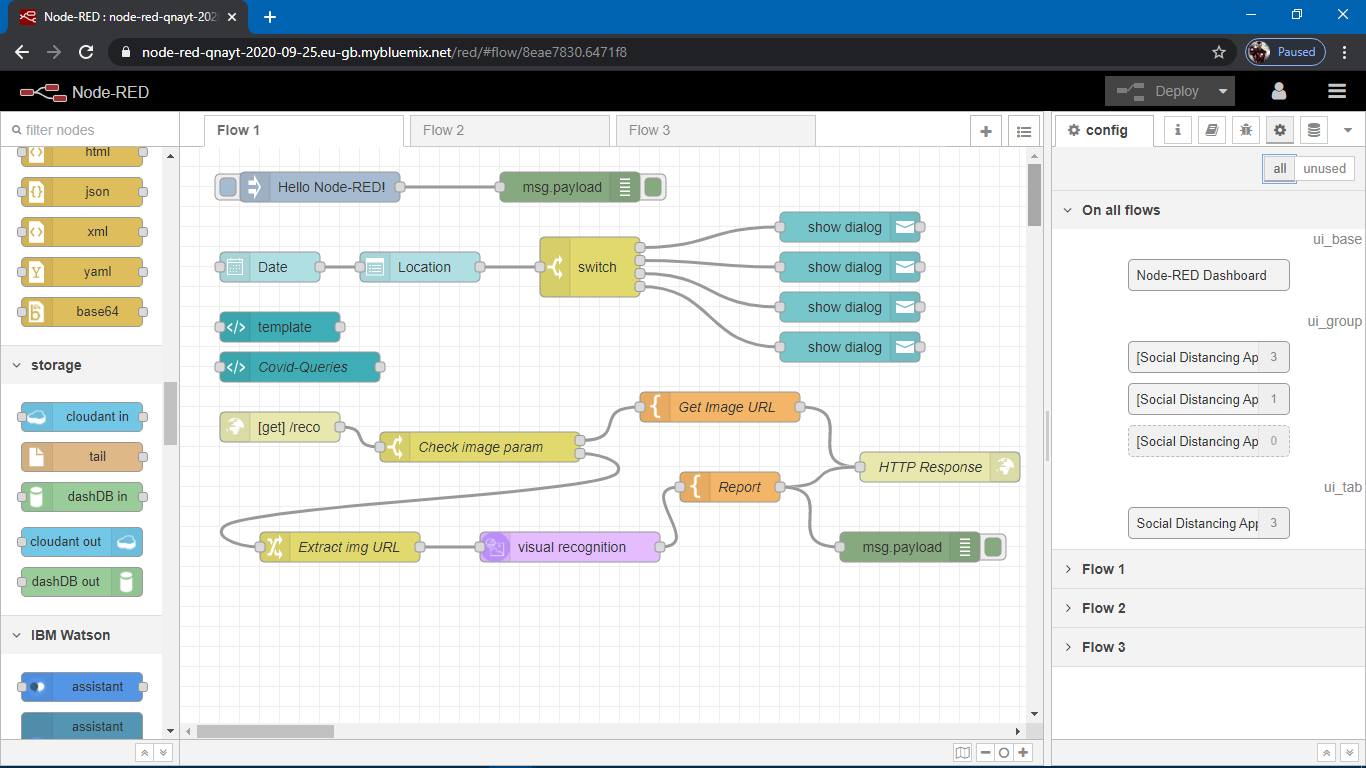 Node-RED : node-red-qnayt-202
node-red-qnayt-2020-09-25.eu-gb.mybluemix.net/red/#flow/8eae7830.6471f8
Paused
Node-RED
Deploy
filter nodes
html
json
xml
yaml
base64
storage
cloudant in
tail
dashDB in
cloudant out
dashDB out
IBM Watson
assistant
assistant
Flow 1
Flow 2
Flow 3
Hello Node-RED!
msg.payload
Date
Location
switch
show dialog
show dialog
show dialog
show dialog
template
Covid-Queries
[get] /reco
Check image param
Get Image URL
HTTP Response
Report
Extract img URL
visual recognition
msg.payload
config
all
unused
On all flows
ui_base
Node-RED Dashboard
ui_group
[Social Distancing Ap 3
[Social Distancing Ap 1
[Social Distancing Ap 0
ui_tab
Social Distancing App 3
Flow 1
Flow 2
Flow 3